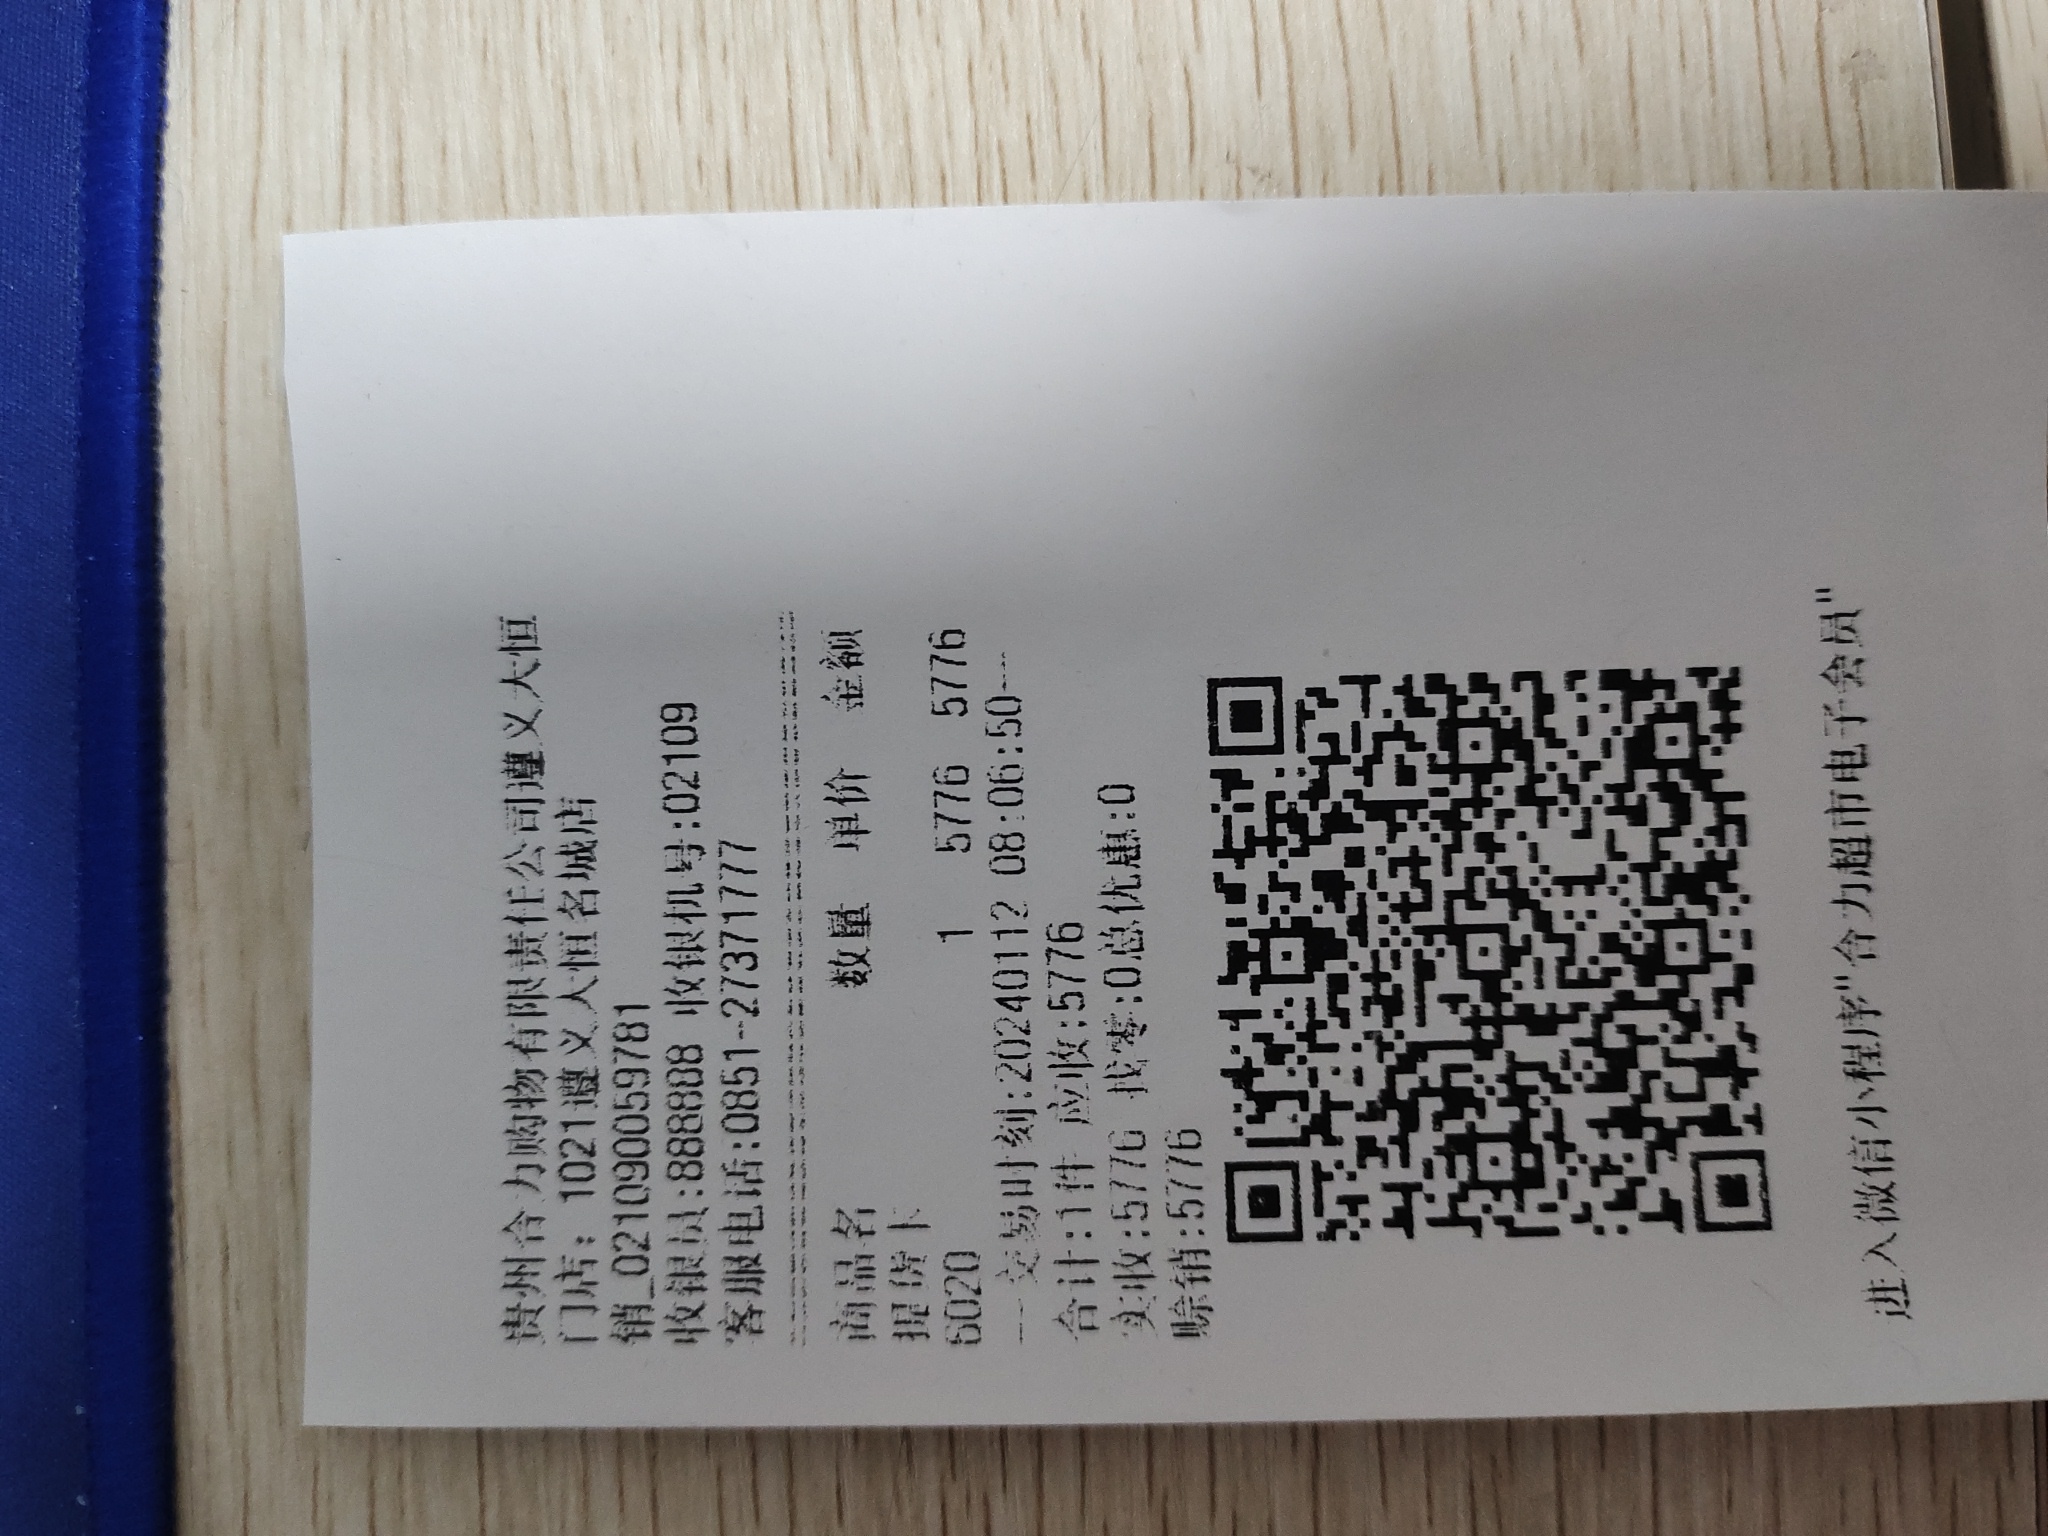 贵州合力购物有限责任公司遵义大恒
门店：1021遵义大恒名城店
销_0210900059781
收银员:888888 收银机号:02109
客服电话:0851-27371777
商品名 数量 单价 金额
提货卡
6020 1 5776 5776
--交易时刻:20240112 08:06:50--
合计:1件 应收:5776
实收:5776 找零:0总优惠:0
赊销:5776
进入微信小程序"合力超市电子会员"